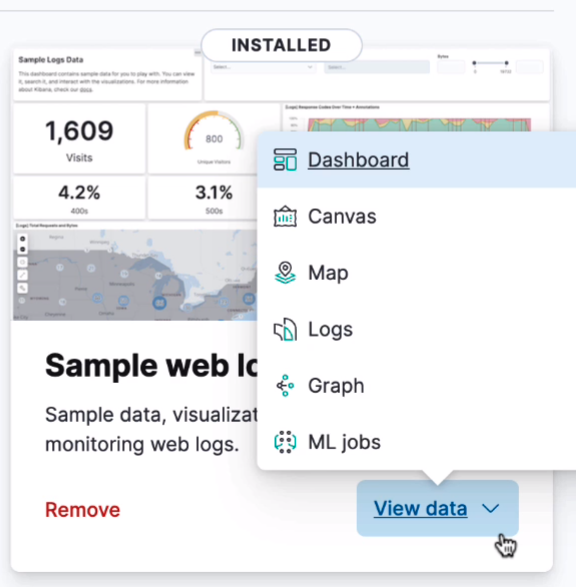 INSTALLED
Sample Logs Data
This dashboard contains sample data for you to play with. You can view
it, search it, and interact with the visualizations. For more information
about Kibana, check our docs.
Select...
Select...
Bytes
0
1,609
Visits
800
Unique Visitors
[Logs] Response Codes Over Time + Annotations
4.2%
400s
3.1%
500s
[Logs] Total Requests and Bytes
Dashboard
Canvas
Map
Logs
Graph
ML jobs
Sample web lo
Sample data, visualizat
monitoring web logs.
Remove
View data